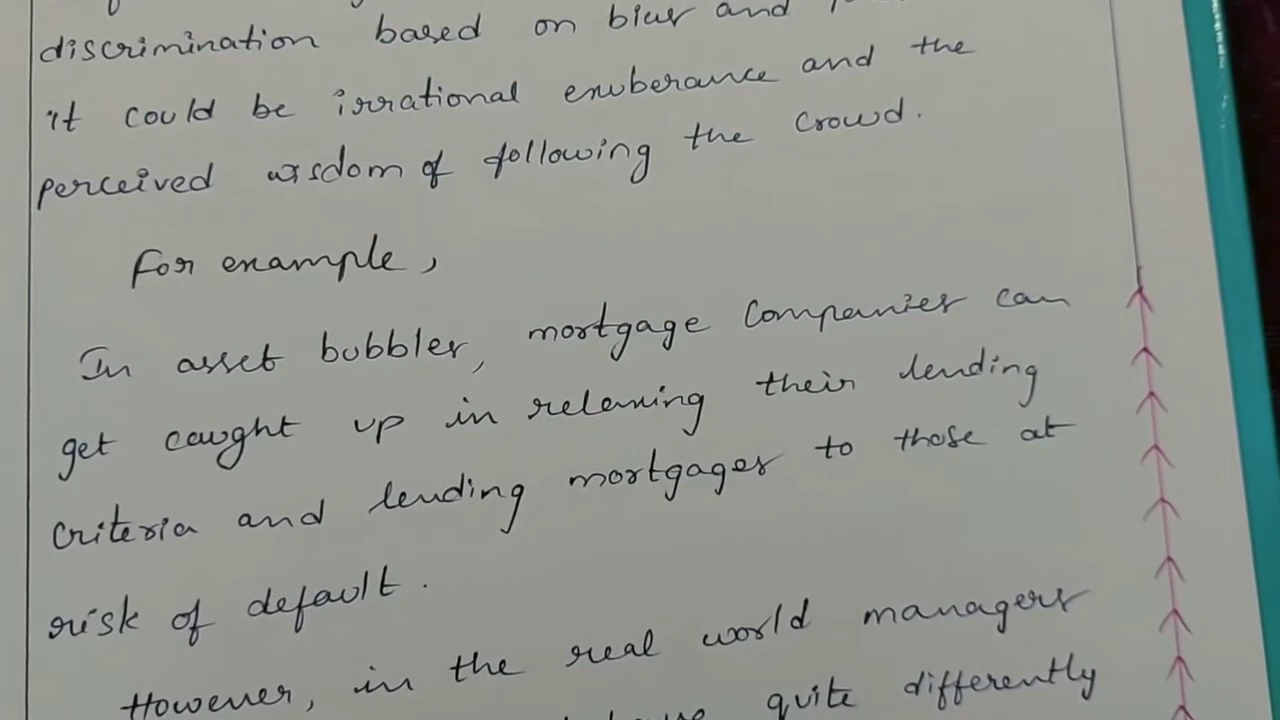 discrimination based on bias and
it could be irrational exuberance and the
perceived wisdom of following the crowd.
For example,
In asset bubbles, mortgage companies can
get caught up in relaxing their lending
criteria and lending mortgages to those at
risk of default.
However, in the real world managers
quite differently